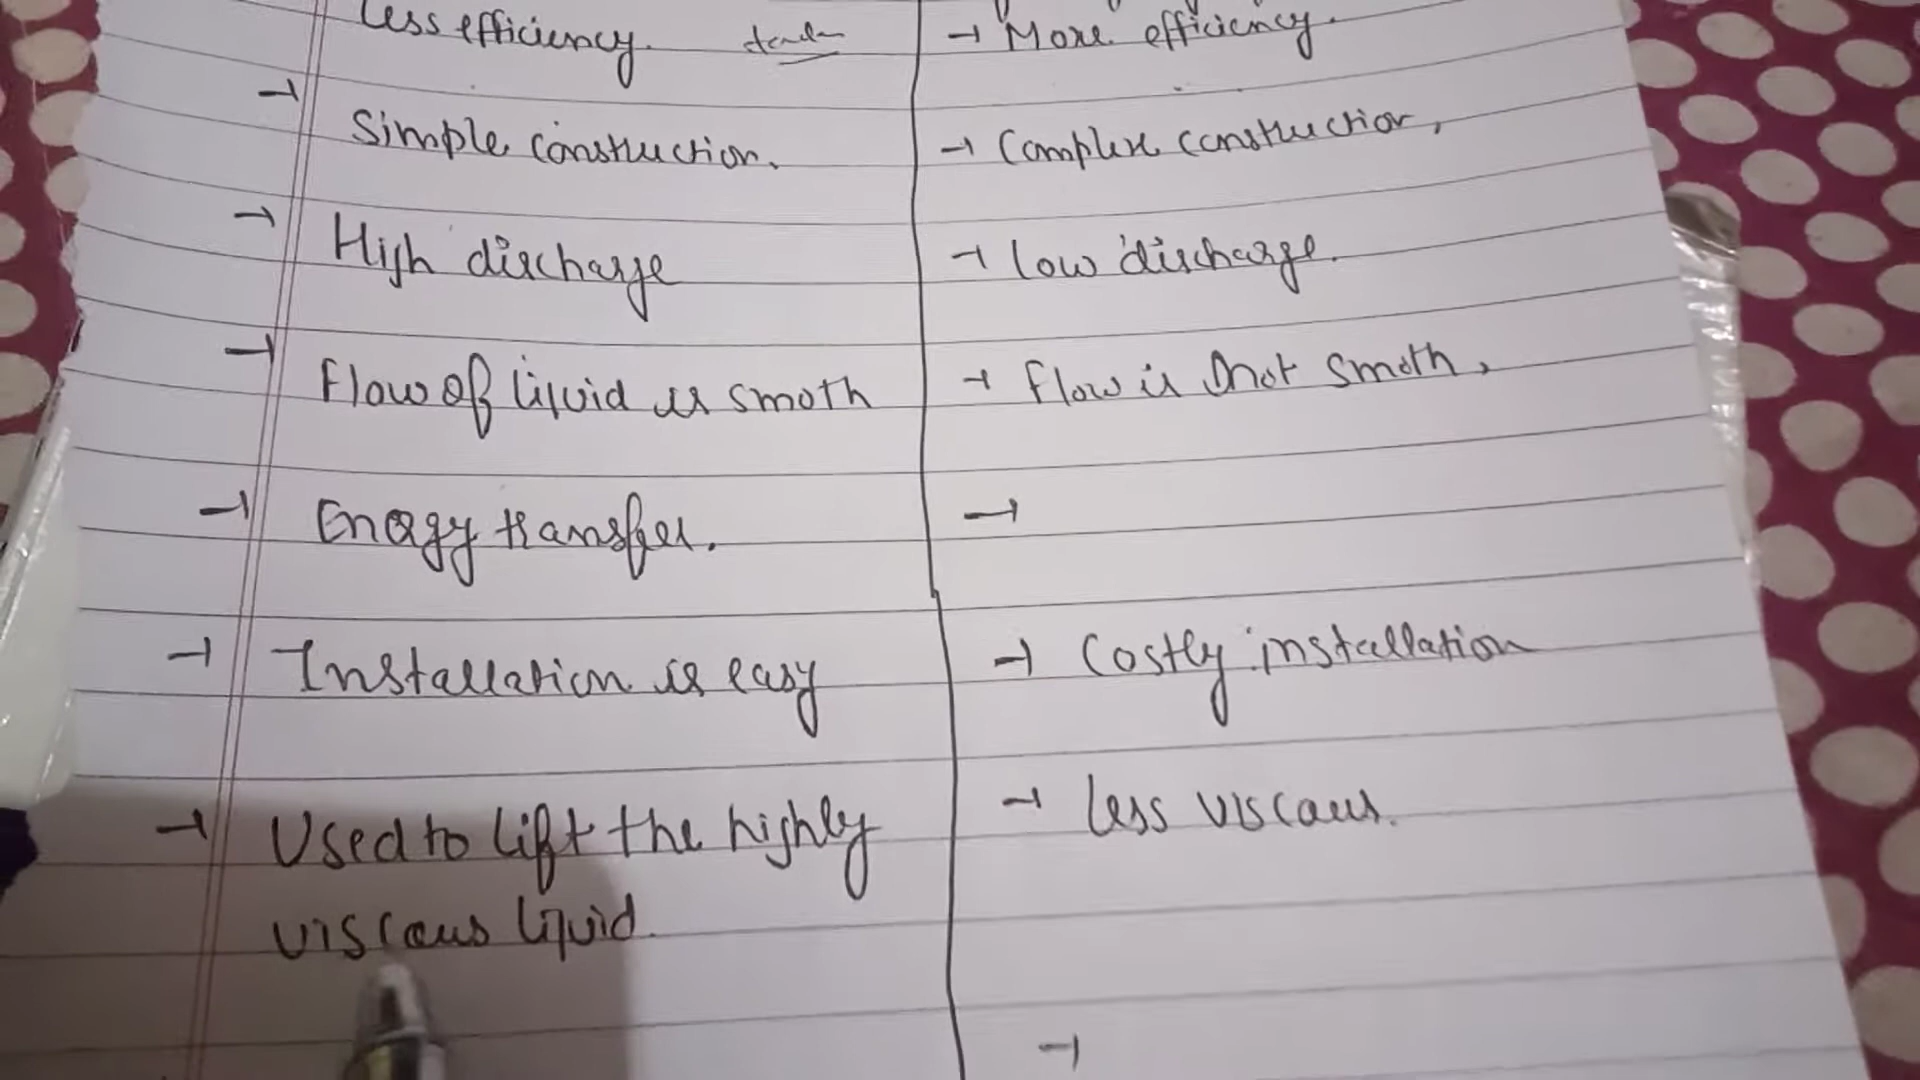 Less efficiency.
→ More efficiency.
→ Simple construction.
→ Complex construction,
→ High discharge
→ low discharge.
→ Flow of liquid is smoth
→ flow is not smoth,
→ Energy transfer.
→
→ Installation is easy
→ Costly installation
→ Used to lift the highly
viscous liquid.
→ less viscous.
→